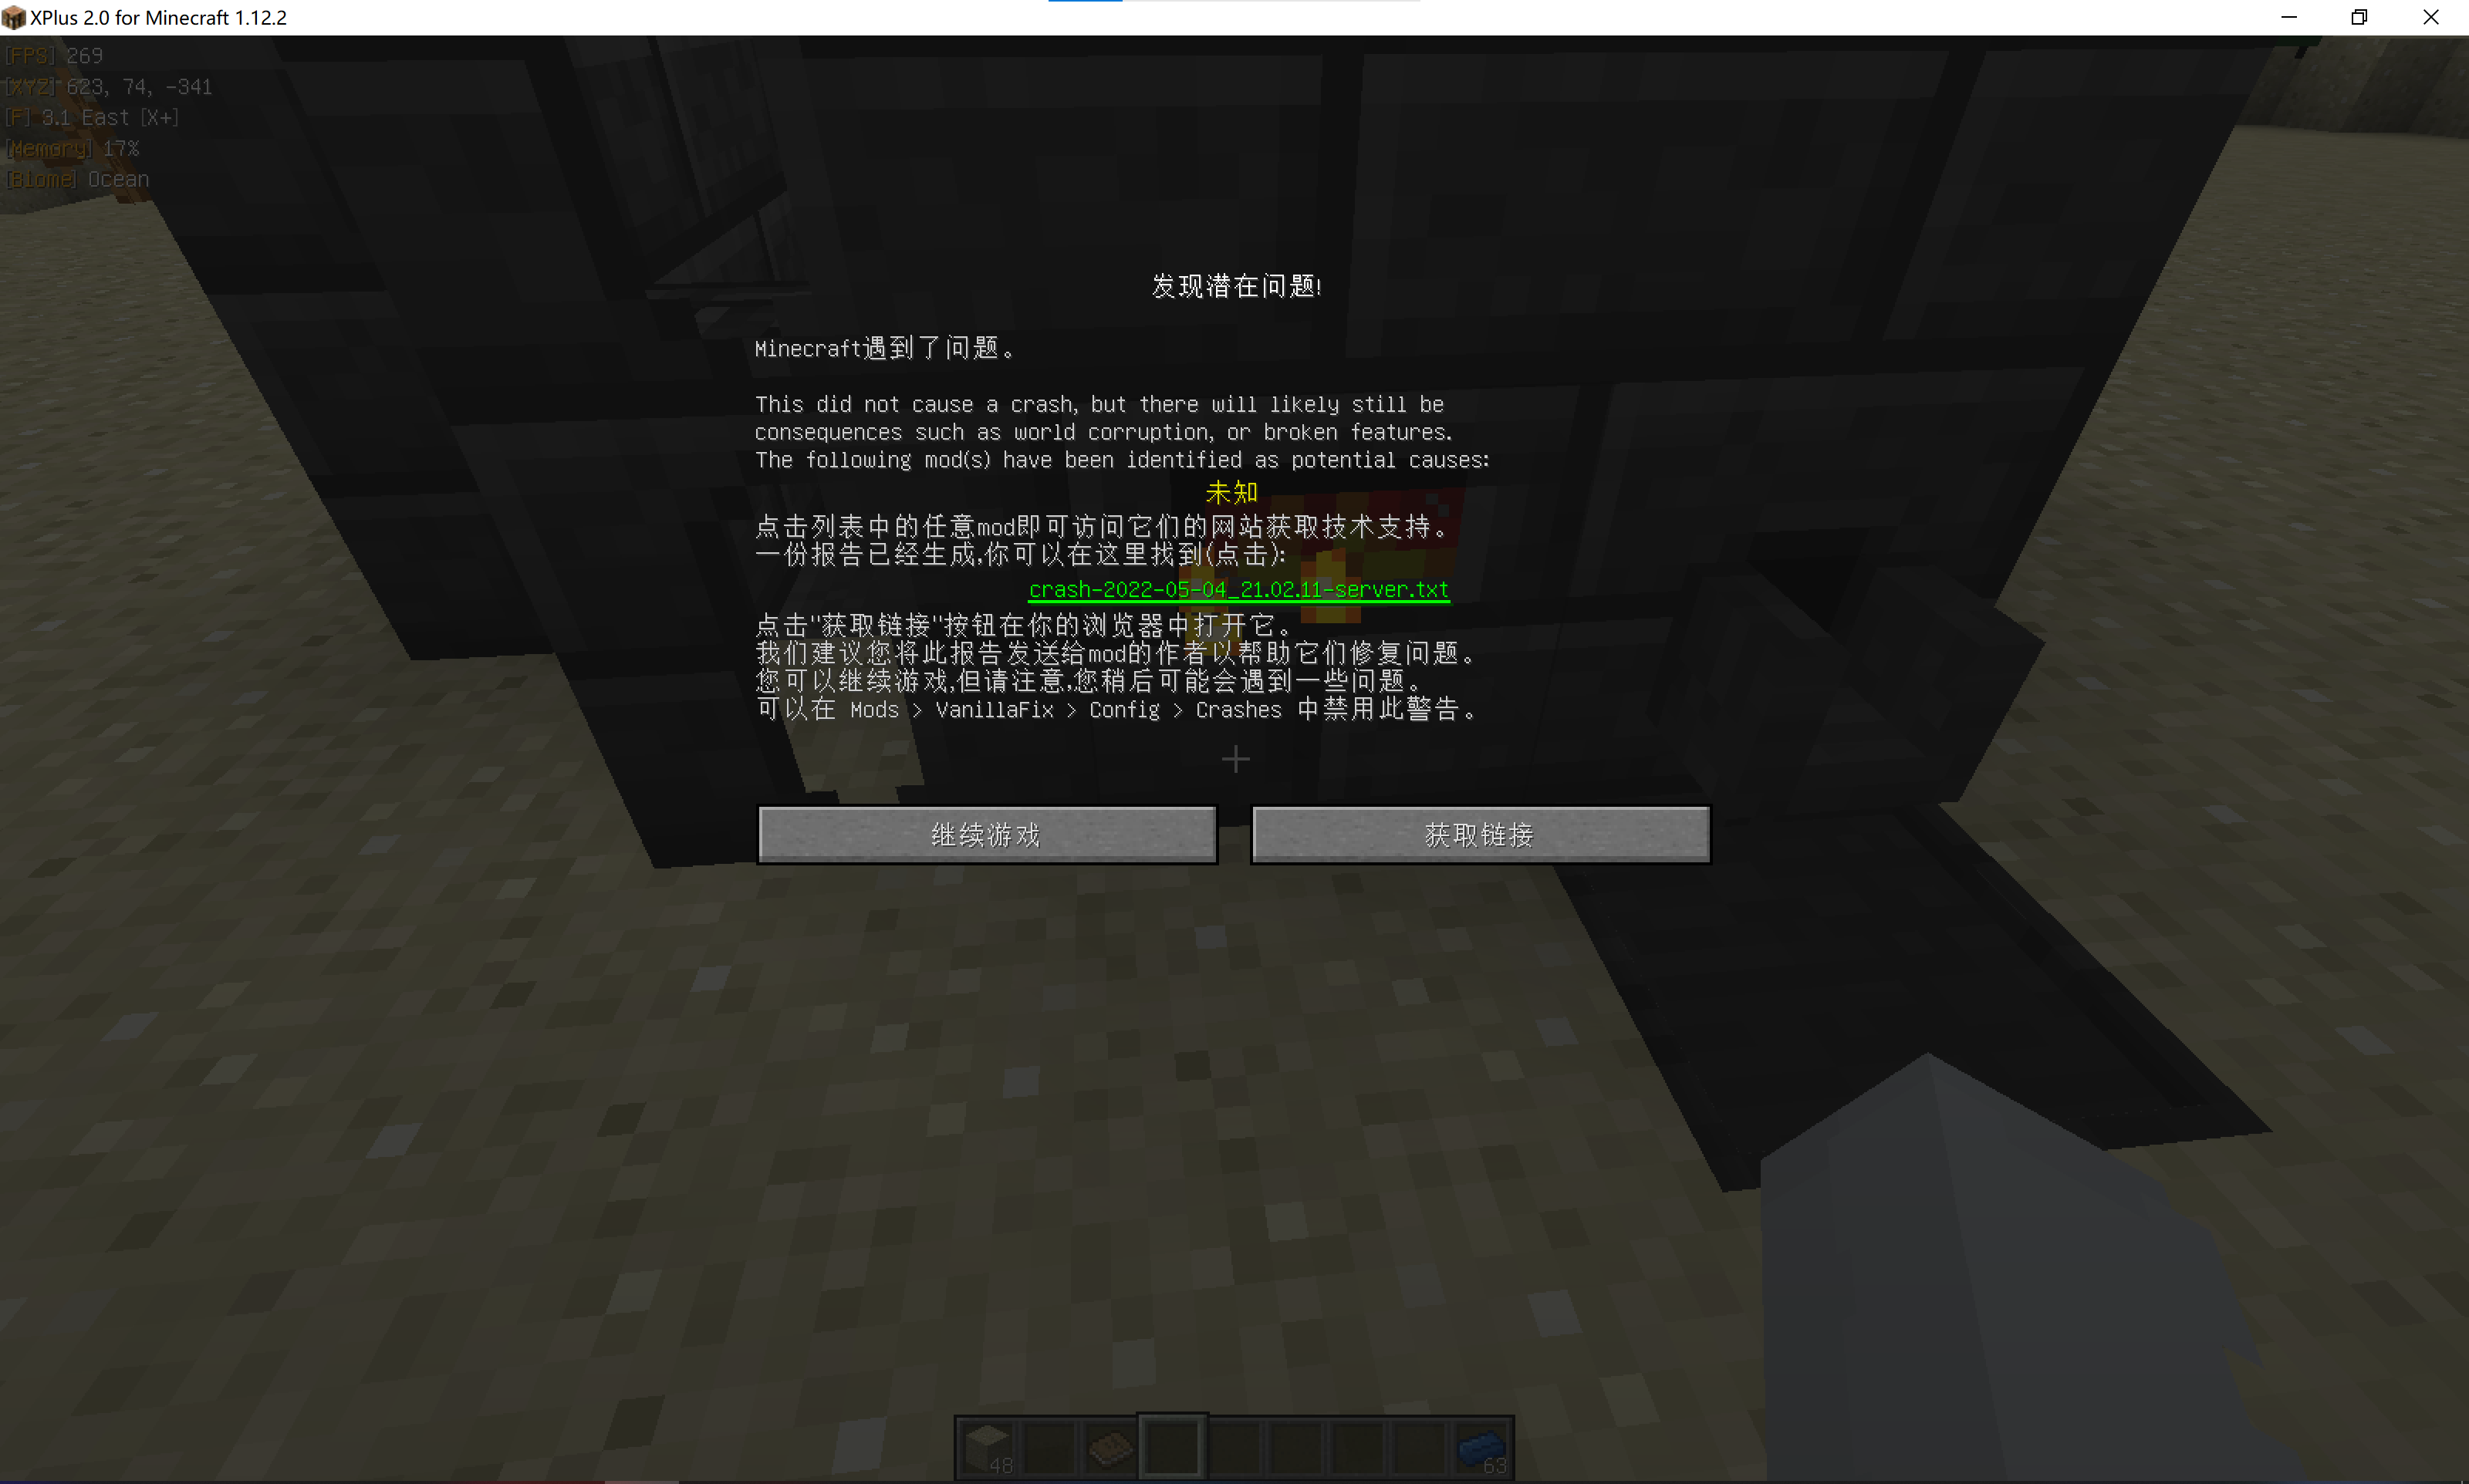 XPlus 2.0 for Minecraft 1.12.2
[FPS] 269
[XYZ] 623, 74, -341
[F] 3.1 East [X+]
[Memory] 17%
[Biome] Ocean
发现潜在问题!
Minecraft遇到了问题。
This did not cause a crash, but there will likely still be
consequences such as world corruption, or broken features.
The following mod(s) have been identified as potential causes:
未知
点击列表中的任意mod即可访问它们的网站获取技术支持。
一份报告已经生成,你可以在这里找到(点击):
crash-2022-05-04_21.02.11-server.txt
点击"获取链接"按钮在你的浏览器中打开它。
我们建议您将此报告发送给mod的作者以帮助它们修复问题。
您可以继续游戏,但请注意,您稍后可能会遇到一些问题。
可以在 Mods > VanillaFix > Config > Crashes 中禁用此警告。
继续游戏
获取链接
48
63